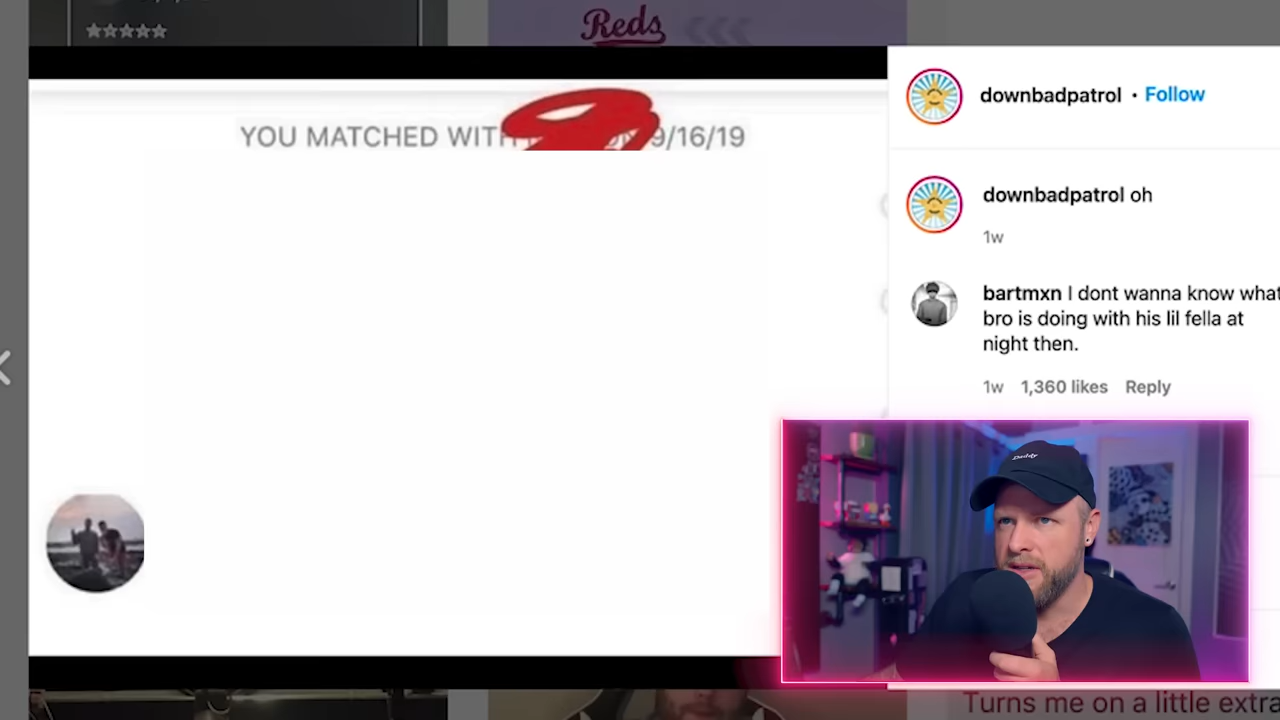 Reds
YOU MATCHED WITH 9/16/19
downbadpatrol • Follow
downbadpatrol oh
1w
bartmxn I dont wanna know what
bro is doing with his lil fella at
night then.
1w 1,360 likes Reply
Daddy
Turns me on a little extra